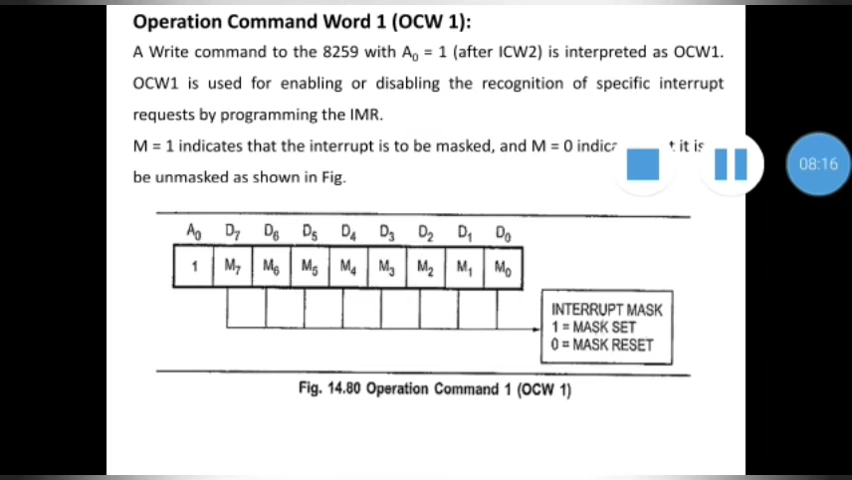 Operation Command Word 1 (OCW 1):
A Write command to the 8259 with A₀ = 1 (after ICW2) is interpreted as OCW1.
OCW1 is used for enabling or disabling the recognition of specific interrupt
requests by programming the IMR.
M = 1 indicates that the interrupt is to be masked, and M = 0 it is
be unmasked as shown in Fig.
08:16
A₀ D₇ D₆ D₅ D₄ D₃ D₂ D₁ D₀
1 M₇ M₆ M₅ M₄ M₃ M₂ M₁ M₀
INTERRUPT MASK
1 = MASK SET
0 = MASK RESET
Fig. 14.80 Operation Command 1 (OCW 1)